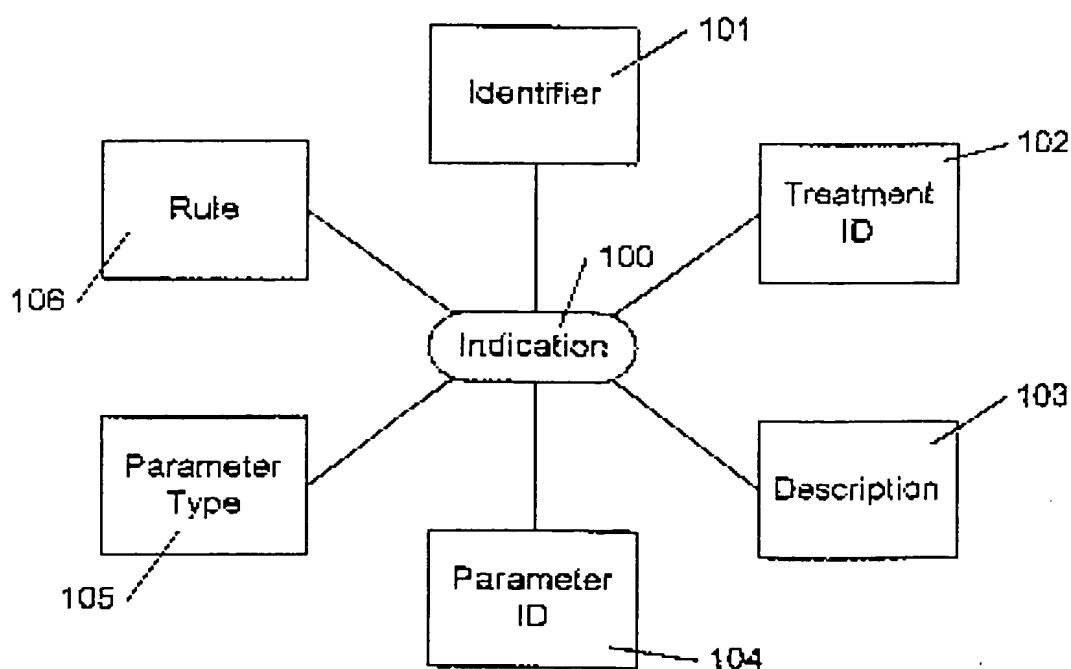 101
Identifier
102
Treatment
ID
Rule
106
100
Indication
103
Description
Parameter
Type
105
Parameter
ID
104